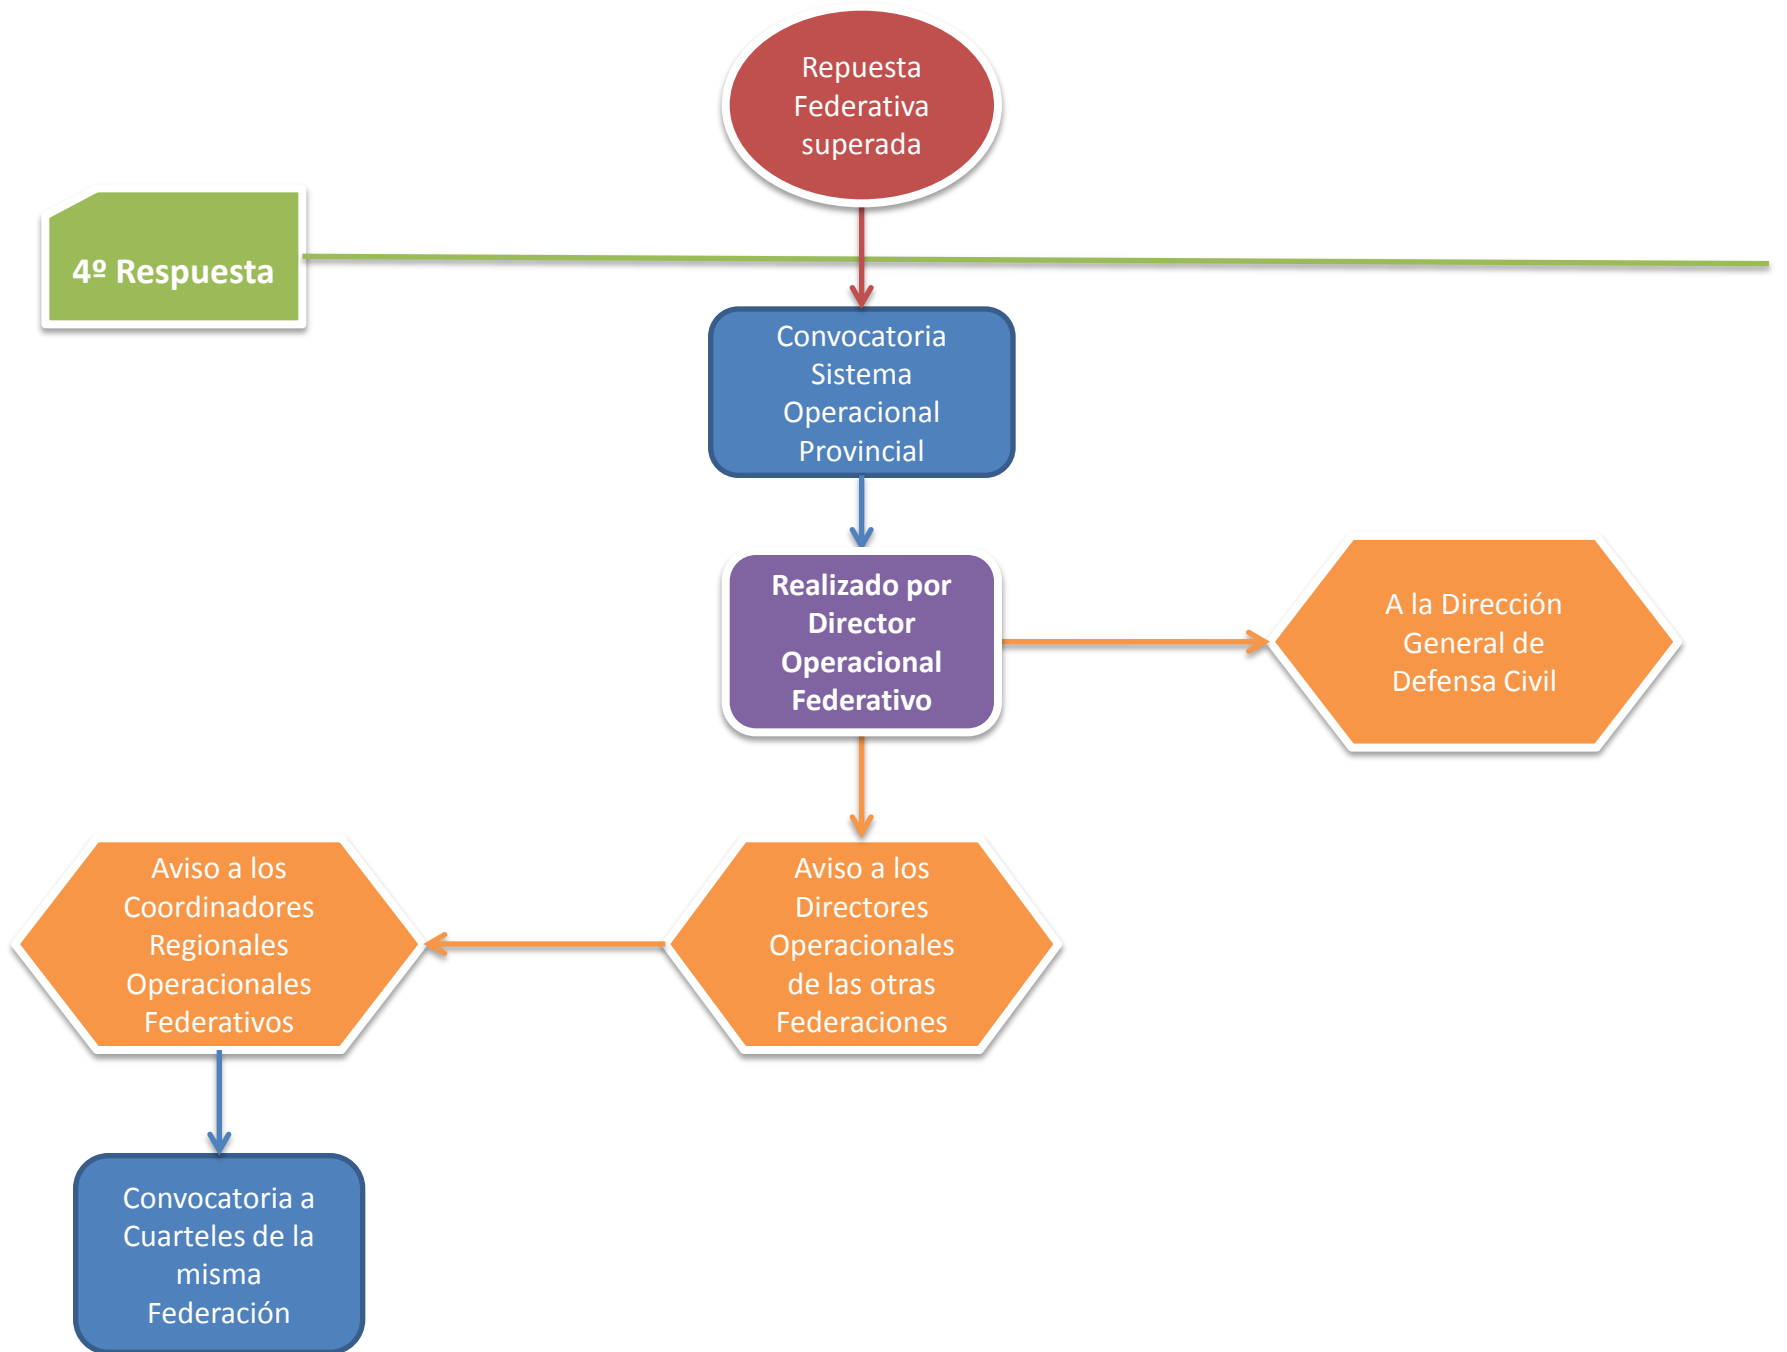 Repuesta
Federativa
superada
4º Respuesta
Convocatoria
Sistema
Operacional
Provincial
Realizado por
Director
Operacional
Federativo
A la Dirección
General de
Defensa Civil
Aviso a los
Coordinadores
Regionales
Operacionales
Federativos
Aviso a los
Directores
Operacionales
de las otras
Federaciones
Convocatoria a
Cuarteles de la
misma
Federación